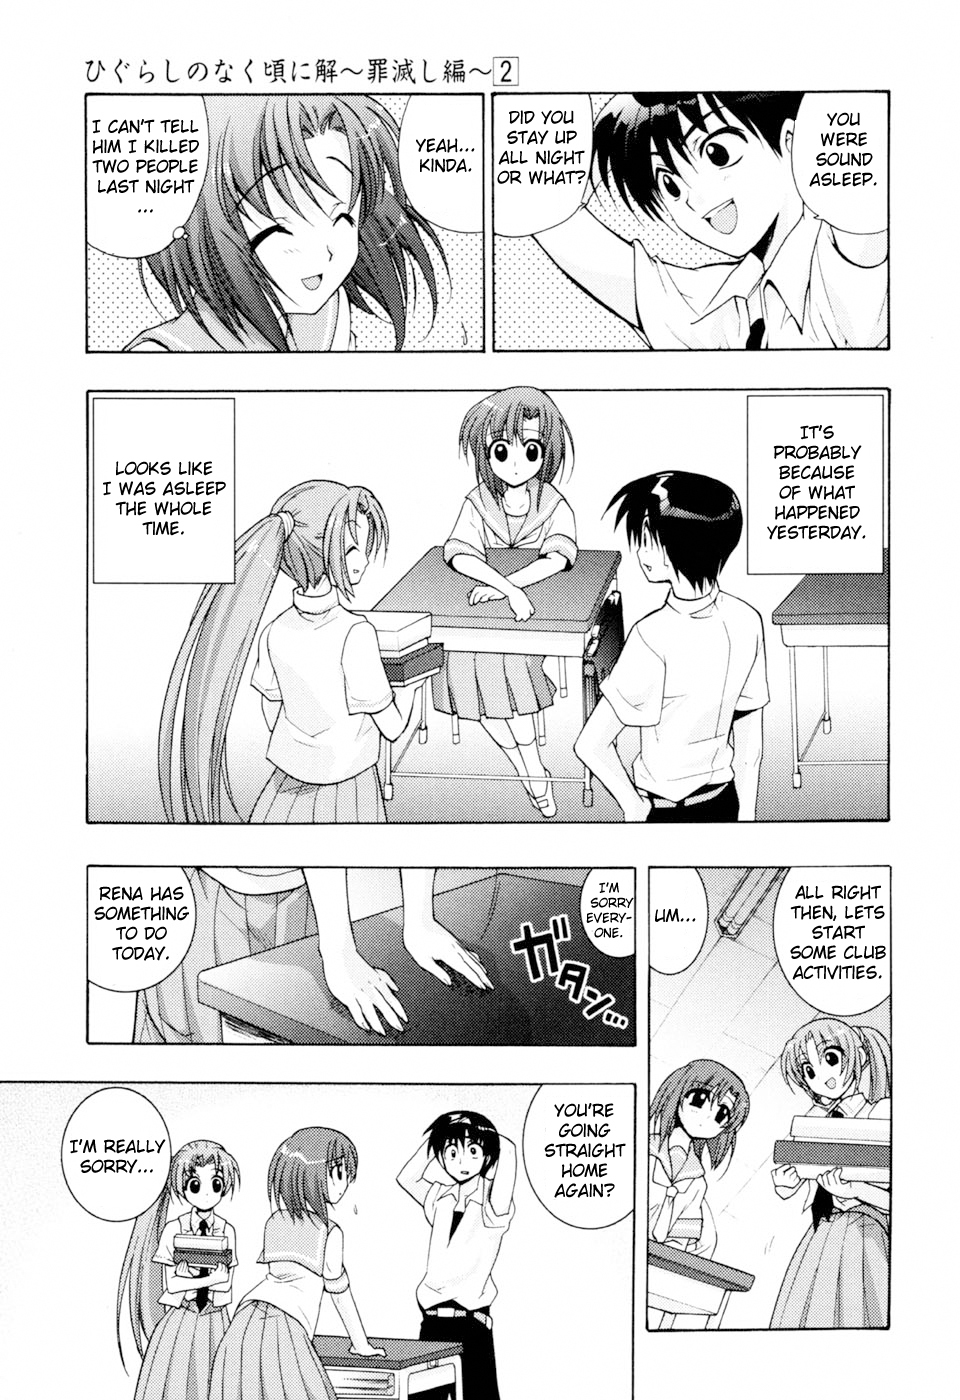 ひぐらしのなく頃に解～罪滅し編～2
YOU
WERE
SOUND
ASLEEP.
DID YOU
STAY UP
ALL NIGHT
OR WHAT?
YEAH...
KINDA.
I CAN'T TELL
HIM I KILLED
TWO PEOPLE
LAST NIGHT
...
IT'S
PROBABLY
BECAUSE
OF WHAT
HAPPENED
YESTERDAY.
LOOKS LIKE
I WAS ASLEEP
THE WHOLE
TIME.
ALL RIGHT
THEN, LETS
START
SOME CLUB
ACTIVITIES.
UM...
I'M
SORRY
EVERY-
ONE.
ガタン...
RENA HAS
SOMETHING
TO DO
TODAY.
YOU'RE
GOING
STRAIGHT
HOME
AGAIN?
I'M REALLY
SORRY...